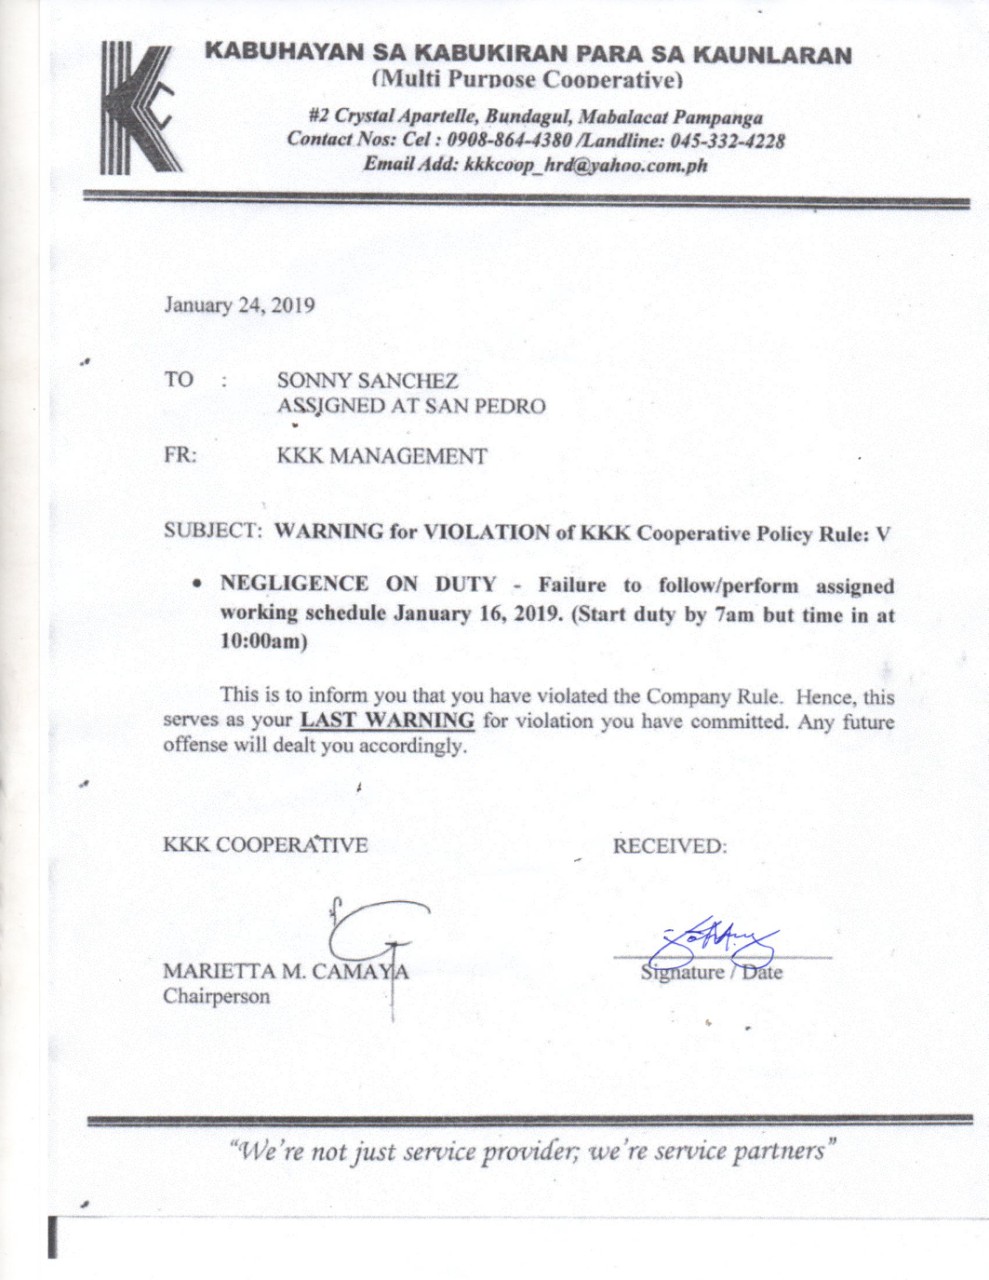 KABUHAYAN SA KABUKIRAN PARA SA KAUNLARAN
(Multi Purpose Cooperative)
#2 Crystal Apartelle, Bundagul, Mabalacat Pampanga
Contact Nos: Cel : 0908-864-4380 /Landline: 045-332-4228
Email Add: kkkcoop_hrd@yahoo.com.ph
January 24, 2019
TO : SONNY SANCHEZ
ASSIGNED AT SAN PEDRO
FR: KKK MANAGEMENT
SUBJECT: WARNING for VIOLATION of KKK Cooperative Policy Rule: V
• NEGLIGENCE ON DUTY - Failure to follow/perform assigned
working schedule January 16, 2019. (Start duty by 7am but time in at
10:00am)
This is to inform you that you have violated the Company Rule. Hence, this
serves as your LAST WARNING for violation you have committed. Any future
offense will dealt you accordingly.
KKK COOPERATIVE RECEIVED:
MARIETTA M. CAMAYA Signature / Date
Chairperson
"We're not just service provider; we're service partners"